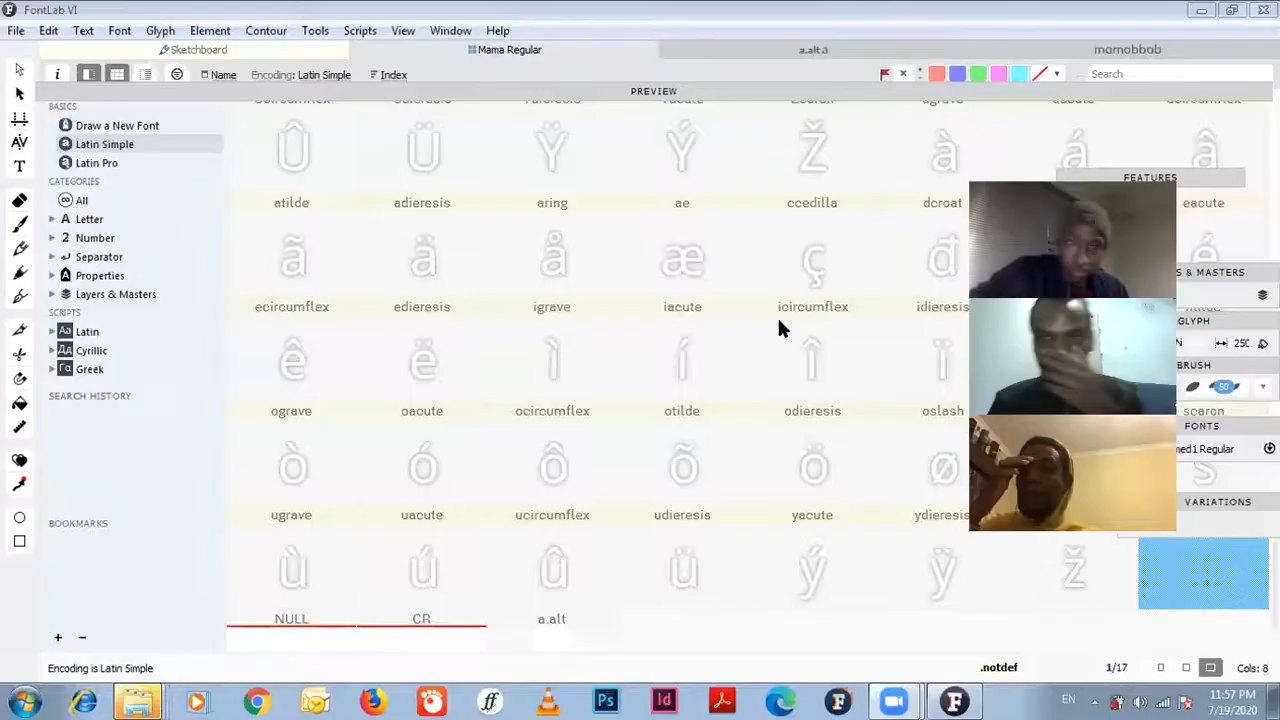 FontLab VI
File Edit Text Font Glyph Element Contour Tools Scripts View Window Help
Sketchboard Mama Regular a.alt a mamabbab
Name Encoding: Latin Simple Index Search
PREVIEW
BASICS
Draw a New Font
Latin Simple
Latin Pro
CATEGORIES
All
Letter
Number
Separator
Properties
Layers & Masters
SCRIPTS
Latin
Cyrillic
Greek
SEARCH HISTORY
BOOKMARKS
Û Ü Ÿ Ý Ž à á â
FEATURES
atilde adieresis aring ae ccedilla dcroat eacute
ã ä å æ ç đ é
S & MASTERS
ecircumflex edieresis igrave iacute icircumflex idieresis
GLYPH
ê ë ì í î ï
BRUSH
50
ograve oacute ocircumflex otilde odieresis oslash scaron
FONTS
ò ó ô õ ö ø š
med1 Regular
VARIATIONS
ugrave uacute ucircumflex udieresis yacute ydieresis
ù ú û ü ý ÿ ž
NULL CR a.alt
+ −
Encoding is Latin Simple .notdef 1/17 Cols: 8
Ps Id EN 11:57 PM
7/19/2020